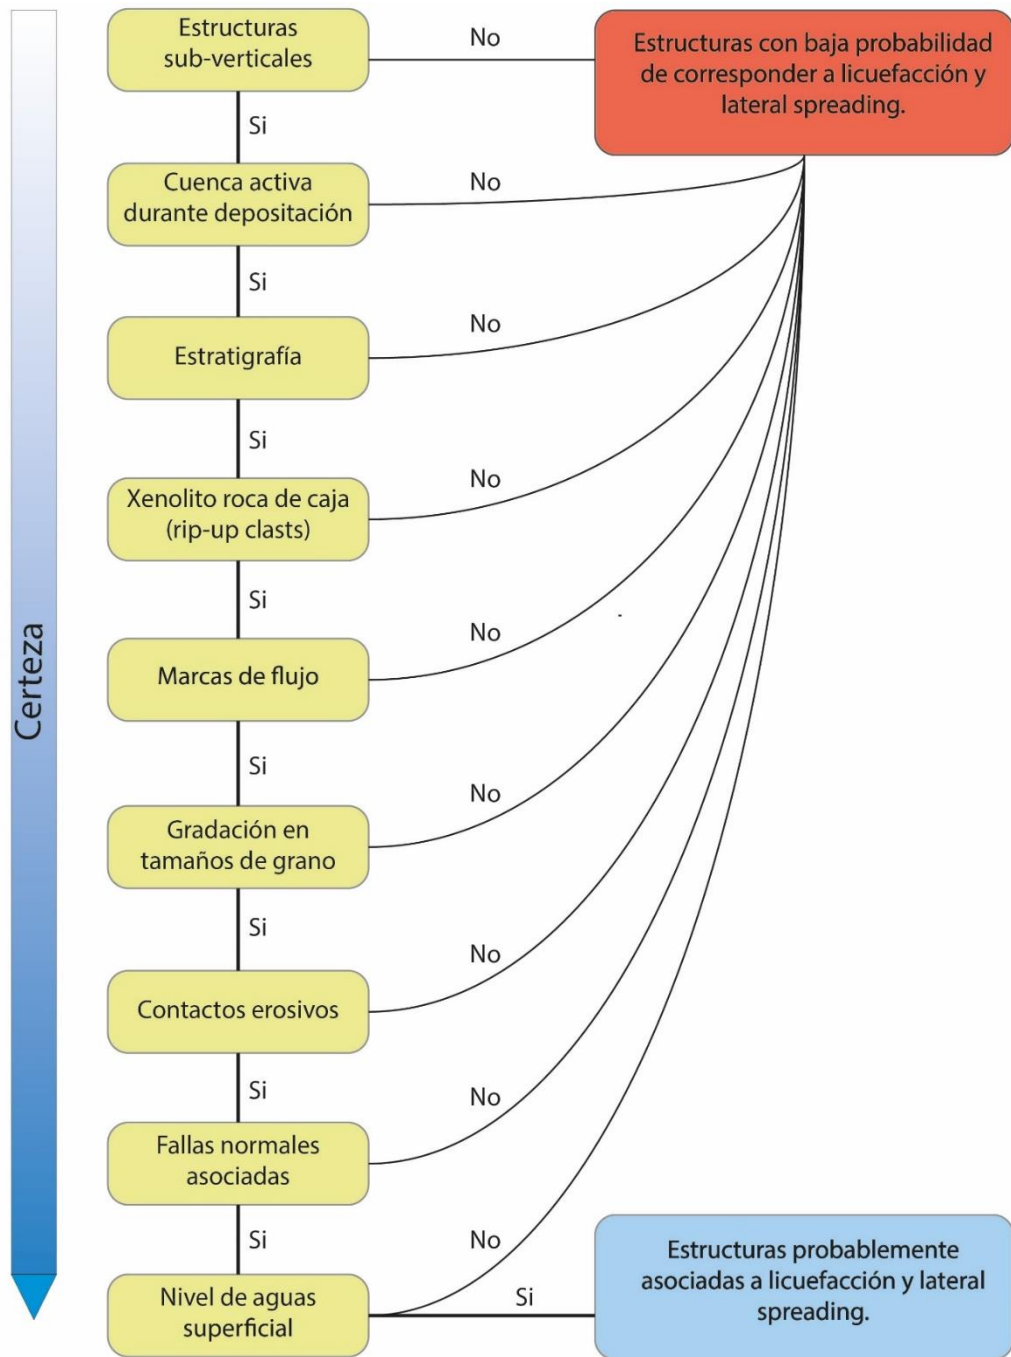 Estructuras
sub-verticales
No
Estructuras con baja probabilidad
de corresponder a licuefacción y
lateral spreading.
Si
Cuenca activa
durante depositación
No
Si
Estratigrafía
No
Si
Xenolito roca de caja
(rip-up clasts)
No
Si
Marcas de flujo
No
Si
Gradación en
tamaños de grano
No
Si
Contactos erosivos
No
Si
Fallas normales
asociadas
No
Si
Nivel de aguas
superficial
No
Si
Estructuras probablemente
asociadas a licuefacción y lateral
spreading.
Certeza